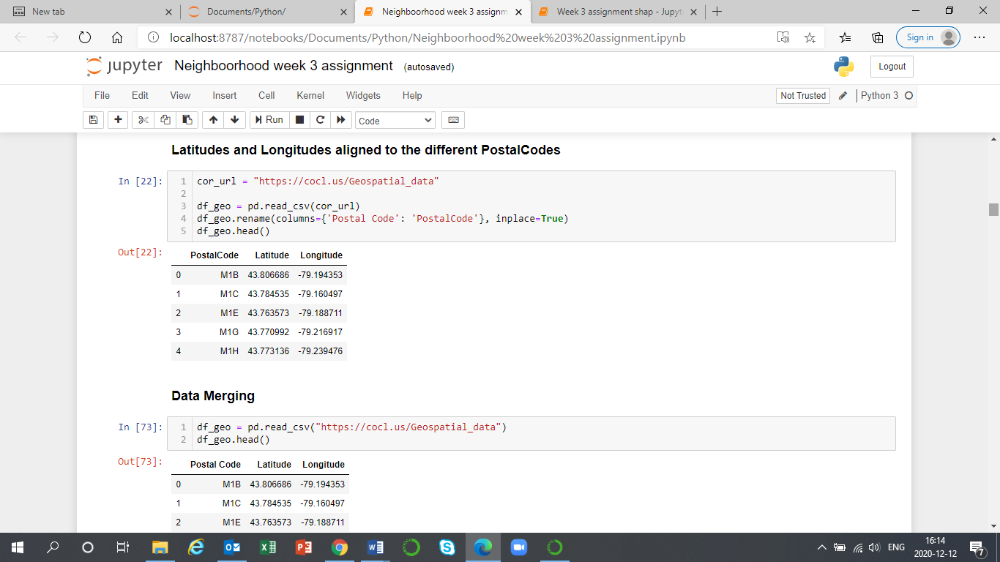 New tab
Documents/Python/
Neighboorhood week 3 assignm
Week 3 assignment shap - Jupyt
localhost:8787/notebooks/Documents/Python/Neighboorhood%20week%203%20assignment.ipynb
Sign in
jupyter Neighboorhood week 3 assignment (autosaved)
Logout
File Edit View Insert Cell Kernel Widgets Help
Not Trusted
Python 3
Run
Code
Latitudes and Longitudes aligned to the different PostalCodes
In [22]:
1 cor_url = "https://cocl.us/Geospatial_data"
2
3 df_geo = pd.read_csv(cor_url)
4 df_geo.rename(columns={'Postal Code': 'PostalCode'}, inplace=True)
5 df_geo.head()
Out[22]:
PostalCode Latitude Longitude
0 M1B 43.806686 -79.194353
1 M1C 43.784535 -79.160497
2 M1E 43.763573 -79.188711
3 M1G 43.770992 -79.216917
4 M1H 43.773136 -79.239476
Data Merging
In [73]:
1 df_geo = pd.read_csv("https://cocl.us/Geospatial_data")
2 df_geo.head()
Out[73]:
Postal Code Latitude Longitude
0 M1B 43.806686 -79.194353
1 M1C 43.784535 -79.160497
2 M1E 43.763573 -79.188711
ENG
16:14
2020-12-12
7